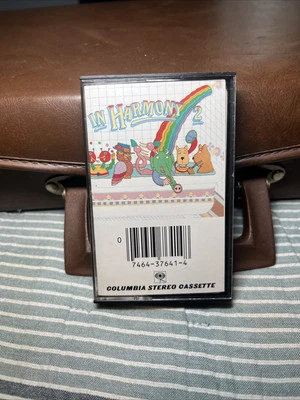 IN HARMONY 2
0
7464-37641-4
COLUMBIA STEREO CASSETTE